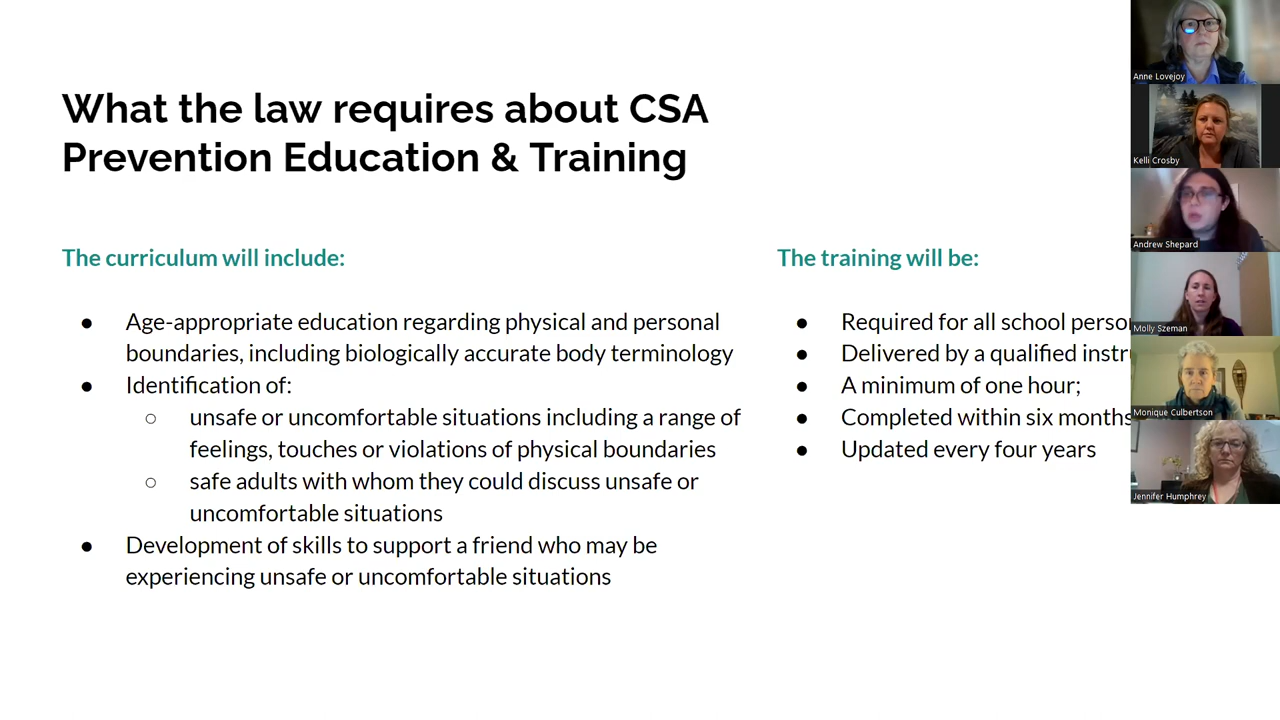 What the law requires about CSA
Prevention Education & Training
The curriculum will include:
● Age-appropriate education regarding physical and personal
boundaries, including biologically accurate body terminology
● Identification of:
○ unsafe or uncomfortable situations including a range of
feelings, touches or violations of physical boundaries
○ safe adults with whom they could discuss unsafe or
uncomfortable situations
● Development of skills to support a friend who may be
experiencing unsafe or uncomfortable situations
The training will be:
● Required for all school
● Delivered by a qualified
● A minimum of one hour;
● Completed within six months
● Updated every four years
Anne Lovejoy
Kelli Crosby
Andrew Shepard
Molly Szeman
Monique Culbertson
Jennifer Humphrey